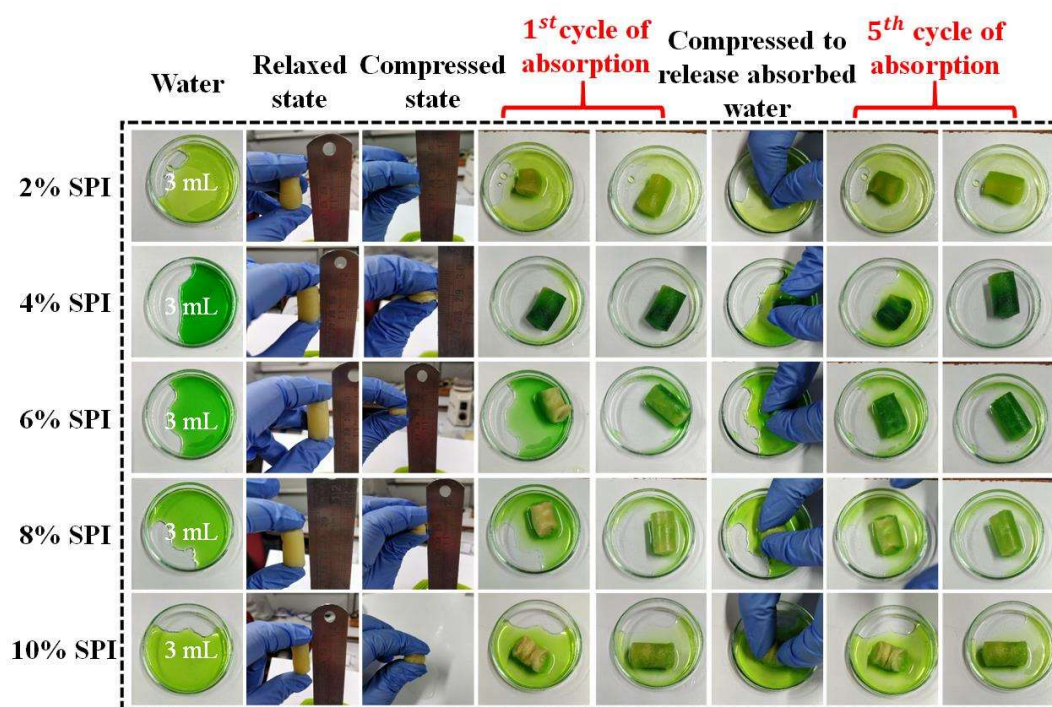 Water
Relaxed
state
Compressed
state
1st cycle of
absorption
Compressed to
release absorbed
water
5th cycle of
absorption
2% SPI
3 mL
4% SPI
3 mL
6% SPI
3 mL
8% SPI
3 mL
10% SPI
3 mL